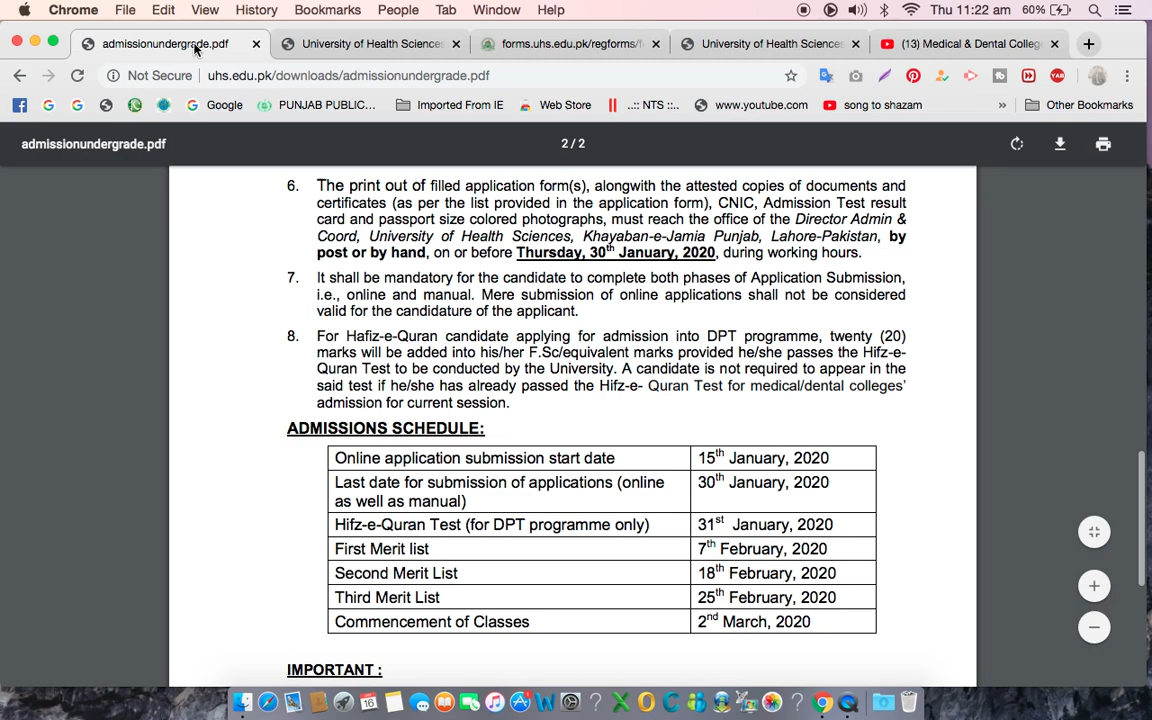 Chrome File Edit View History Bookmarks People Tab Window Help Thu 11:22 am 60%
admissionundergrade.pdf University of Health Sciences forms.uhs.edu.pk/regforms/ University of Health Sciences (13) Medical & Dental Colleg
Not Secure uhs.edu.pk/downloads/admissionundergrade.pdf
Google PUNJAB PUBLIC... Imported From IE Web Store ..:: NTS ::.. www.youtube.com song to shazam » Other Bookmarks
admissionundergrade.pdf 2 / 2
6. The print out of filled application form(s), alongwith the attested copies of documents and
certificates (as per the list provided in the application form), CNIC, Admission Test result
card and passport size colored photographs, must reach the office of the Director Admin &
Coord, University of Health Sciences, Khayaban-e-Jamia Punjab, Lahore-Pakistan, by
post or by hand, on or before Thursday, 30th January, 2020, during working hours.
7. It shall be mandatory for the candidate to complete both phases of Application Submission,
i.e., online and manual. Mere submission of online applications shall not be considered
valid for the candidature of the applicant.
8. For Hafiz-e-Quran candidate applying for admission into DPT programme, twenty (20)
marks will be added into his/her F.Sc/equivalent marks provided he/she passes the Hifz-e-
Quran Test to be conducted by the University. A candidate is not required to appear in the
said test if he/she has already passed the Hifz-e- Quran Test for medical/dental colleges'
admission for current session.
ADMISSIONS SCHEDULE:
Online application submission start date 15th January, 2020
Last date for submission of applications (online 30th January, 2020
as well as manual)
Hifz-e-Quran Test (for DPT programme only) 31st January, 2020
First Merit list 7th February, 2020
Second Merit List 18th February, 2020
Third Merit List 25th February, 2020
Commencement of Classes 2nd March, 2020
IMPORTANT :